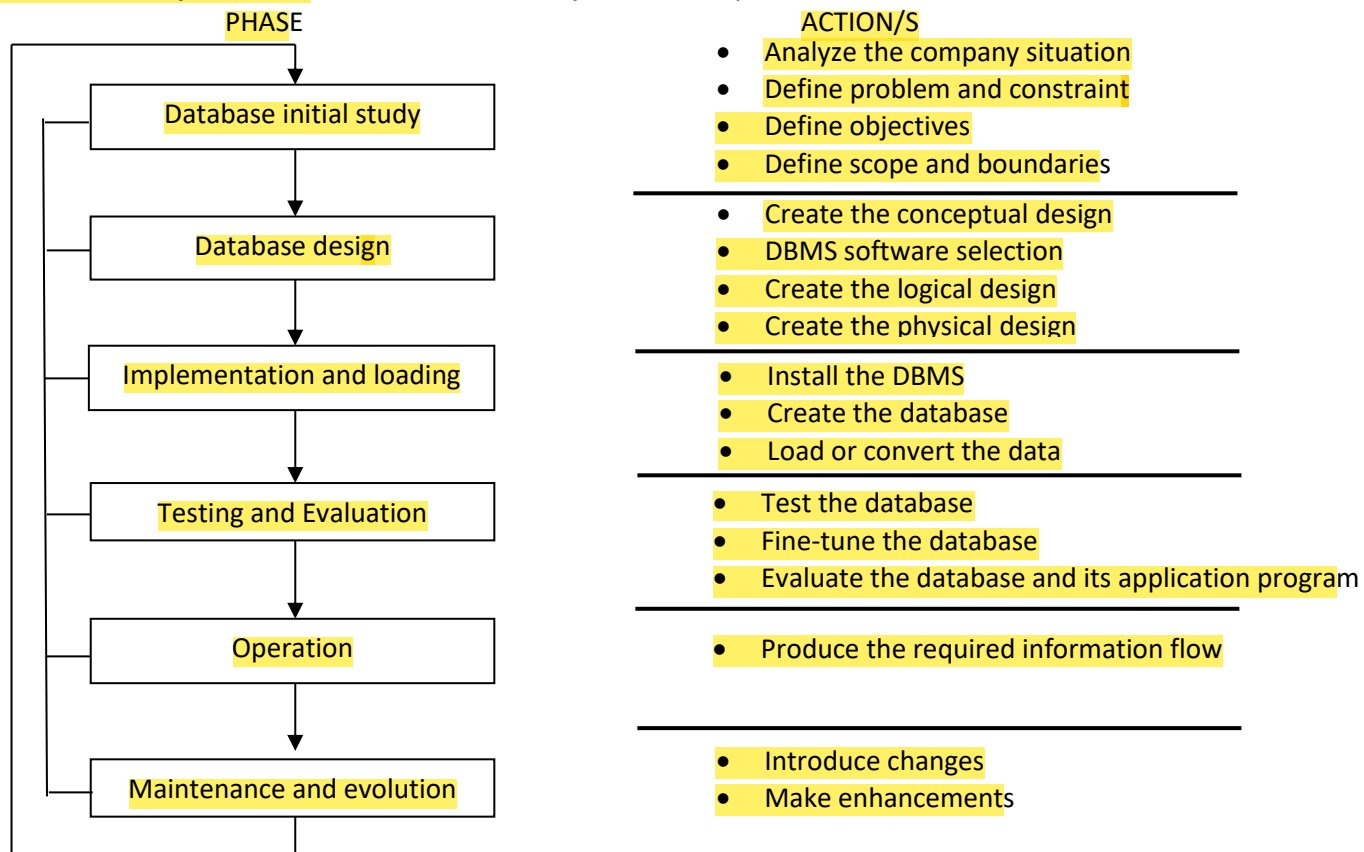 PHASE
ACTION/S
Database initial study
• Analyze the company situation
• Define problem and constraint
• Define objectives
• Define scope and boundaries
Database design
• Create the conceptual design
• DBMS software selection
• Create the logical design
• Create the physical design
Implementation and loading
• Install the DBMS
• Create the database
• Load or convert the data
Testing and Evaluation
• Test the database
• Fine-tune the database
• Evaluate the database and its application program
Operation
• Produce the required information flow
Maintenance and evolution
• Introduce changes
• Make enhancements